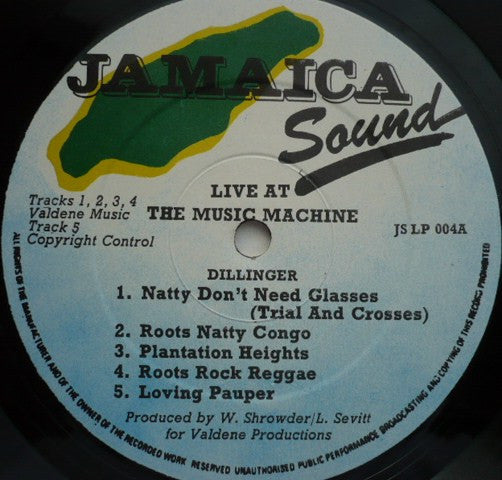 JAMAICA
Sound
LIVE AT
THE MUSIC MACHINE
Tracks 1, 2, 3, 4
Valdene Music
Track 5
Copyright Control
JS LP 004A
DILLINGER
1. Natty Don't Need Glasses
(Trial And Crosses)
2. Roots Natty Congo
3. Plantation Heights
4. Roots Rock Reggae
5. Loving Pauper
Produced by W. Shrowder/L. Sevitt
for Valdene Productions
ALL RIGHTS OF THE MANUFACTURER AND OF THE OWNER OF THE RECORDED WORK RESERVED UNAUTHORISED PUBLIC PERFORMANCE BROADCASTING AND COPYING OF THIS RECORD PROHIBITED